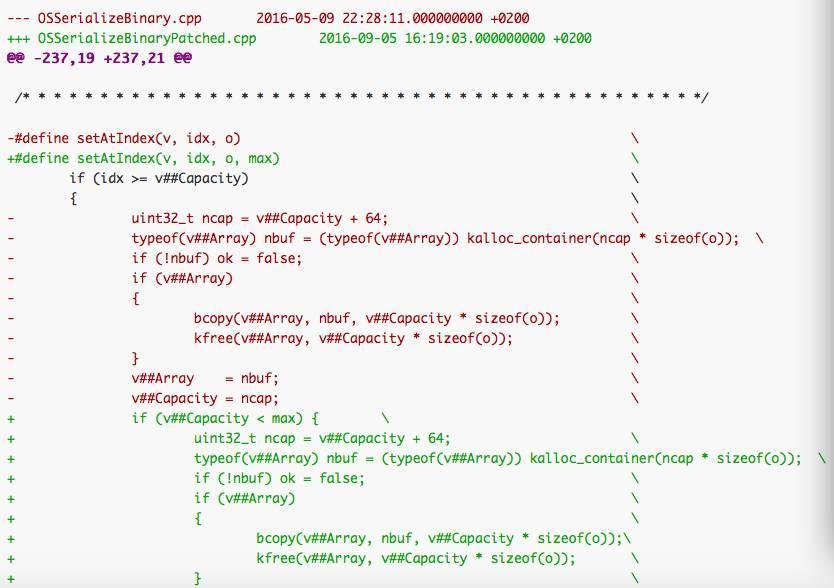 --- OSSerializeBinary.cpp       2016-05-09 22:28:11.000000000 +0200
+++ OSSerializeBinaryPatched.cpp        2016-09-05 16:19:03.000000000 +0200
@@ -237,19 +237,21 @@
 /* * * * * * * * * * * * * * * * * * * * * * * * * * * * * * * * * * * * * * * * * * * * */
-#define setAtIndex(v, idx, o)                                                  \
+#define setAtIndex(v, idx, o, max)                                             \
        if (idx >= v##Capacity)                                                 \
        {                                                                       \
-               uint32_t ncap = v##Capacity + 64;                               \
-               typeof(v##Array) nbuf = (typeof(v##Array)) kalloc_container(ncap * sizeof(o));  \
-               if (!nbuf) ok = false;                                          \
-               if (v##Array)                                                   \
-               {                                                               \
-                       bcopy(v##Array, nbuf, v##Capacity * sizeof(o));         \
-                       kfree(v##Array, v##Capacity * sizeof(o));               \
-               }                                                               \
-               v##Array    = nbuf;                                             \
-               v##Capacity = ncap;                                             \
+               if (v##Capacity < max) {        \
+                       uint32_t ncap = v##Capacity + 64;                       \
+                       typeof(v##Array) nbuf = (typeof(v##Array)) kalloc_container(ncap * sizeof(o));  \
+                       if (!nbuf) ok = false;                                  \
+                       if (v##Array)                                           \
+                       {                                                       \
+                               bcopy(v##Array, nbuf, v##Capacity * sizeof(o));\
+                               kfree(v##Array, v##Capacity * sizeof(o));       \
+                       }                                                       \